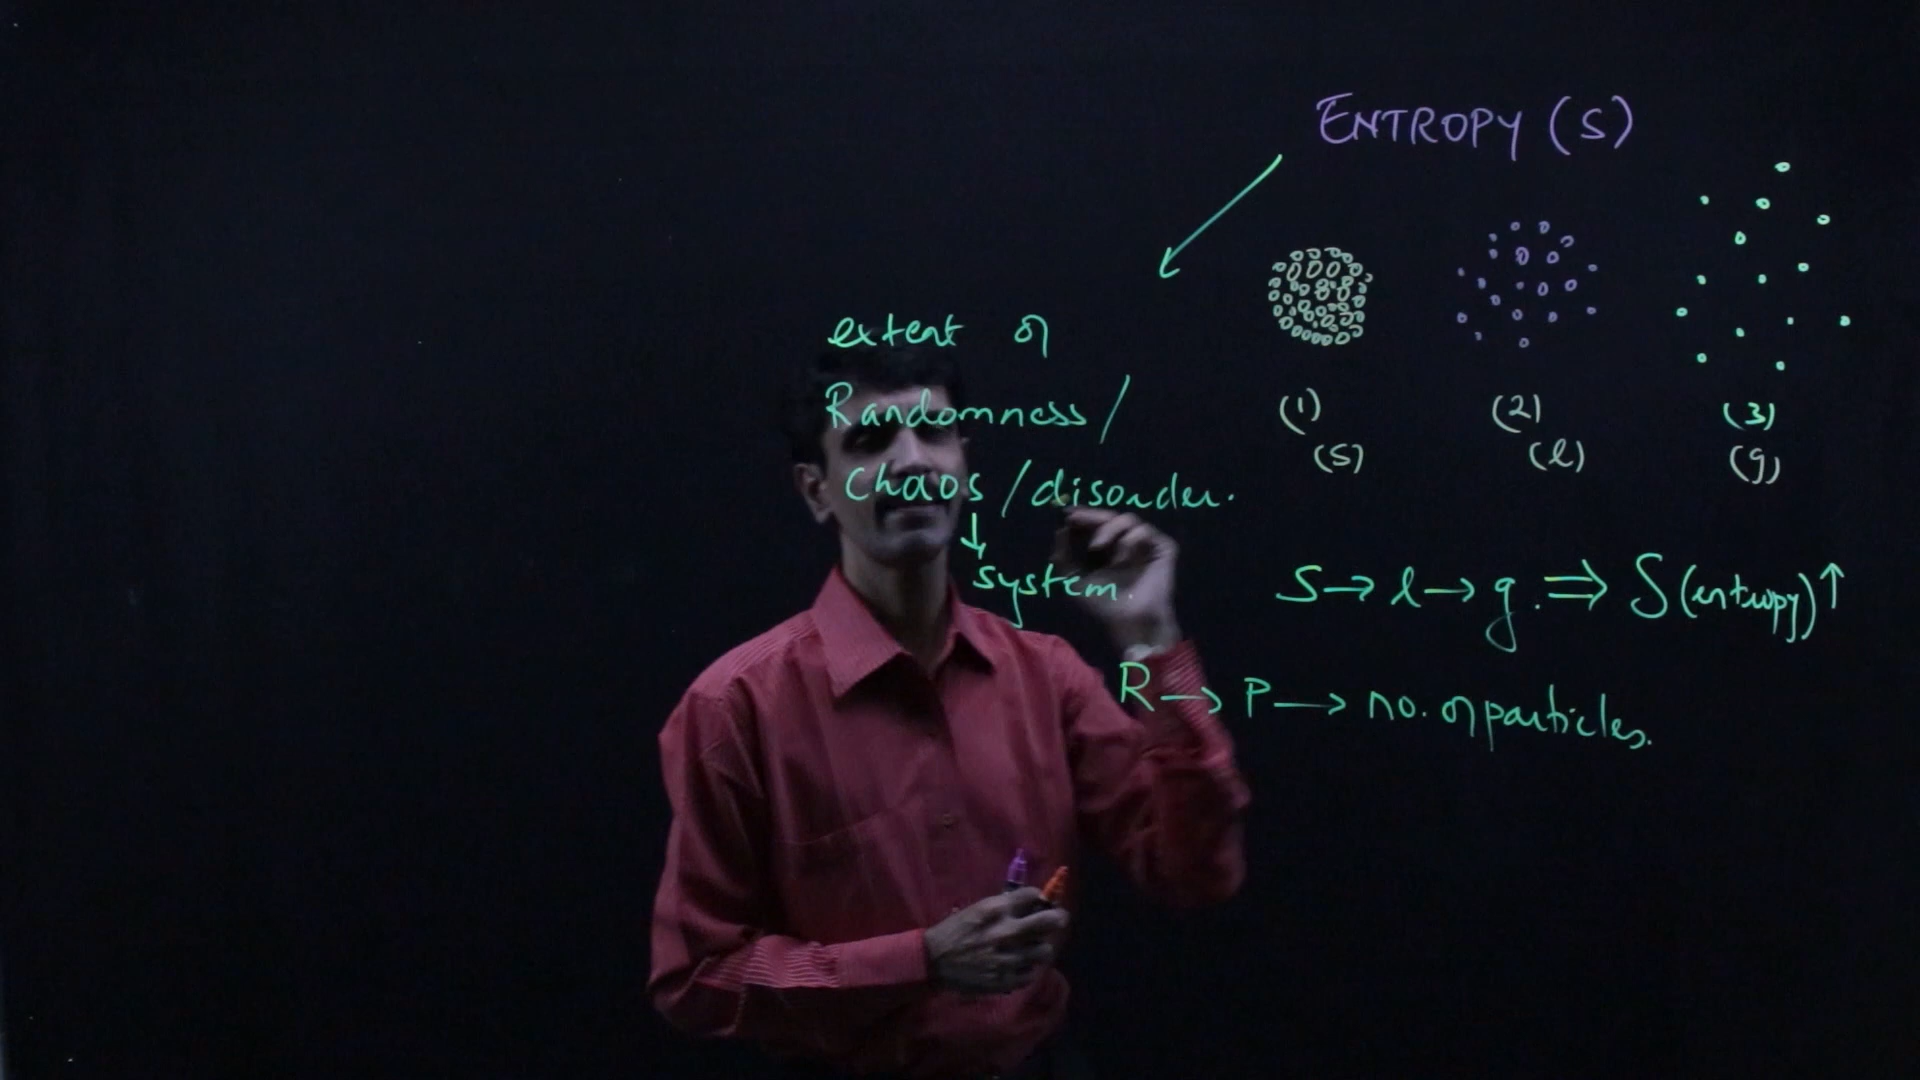 ENTROPY (S)
extent of
Randomness /
Chaos / disorder.
↓
system.
(1) (2) (3)
(s) (l) (g)
S → l → g. ⇒ S (entropy) ↑
R → P → no. of particles.